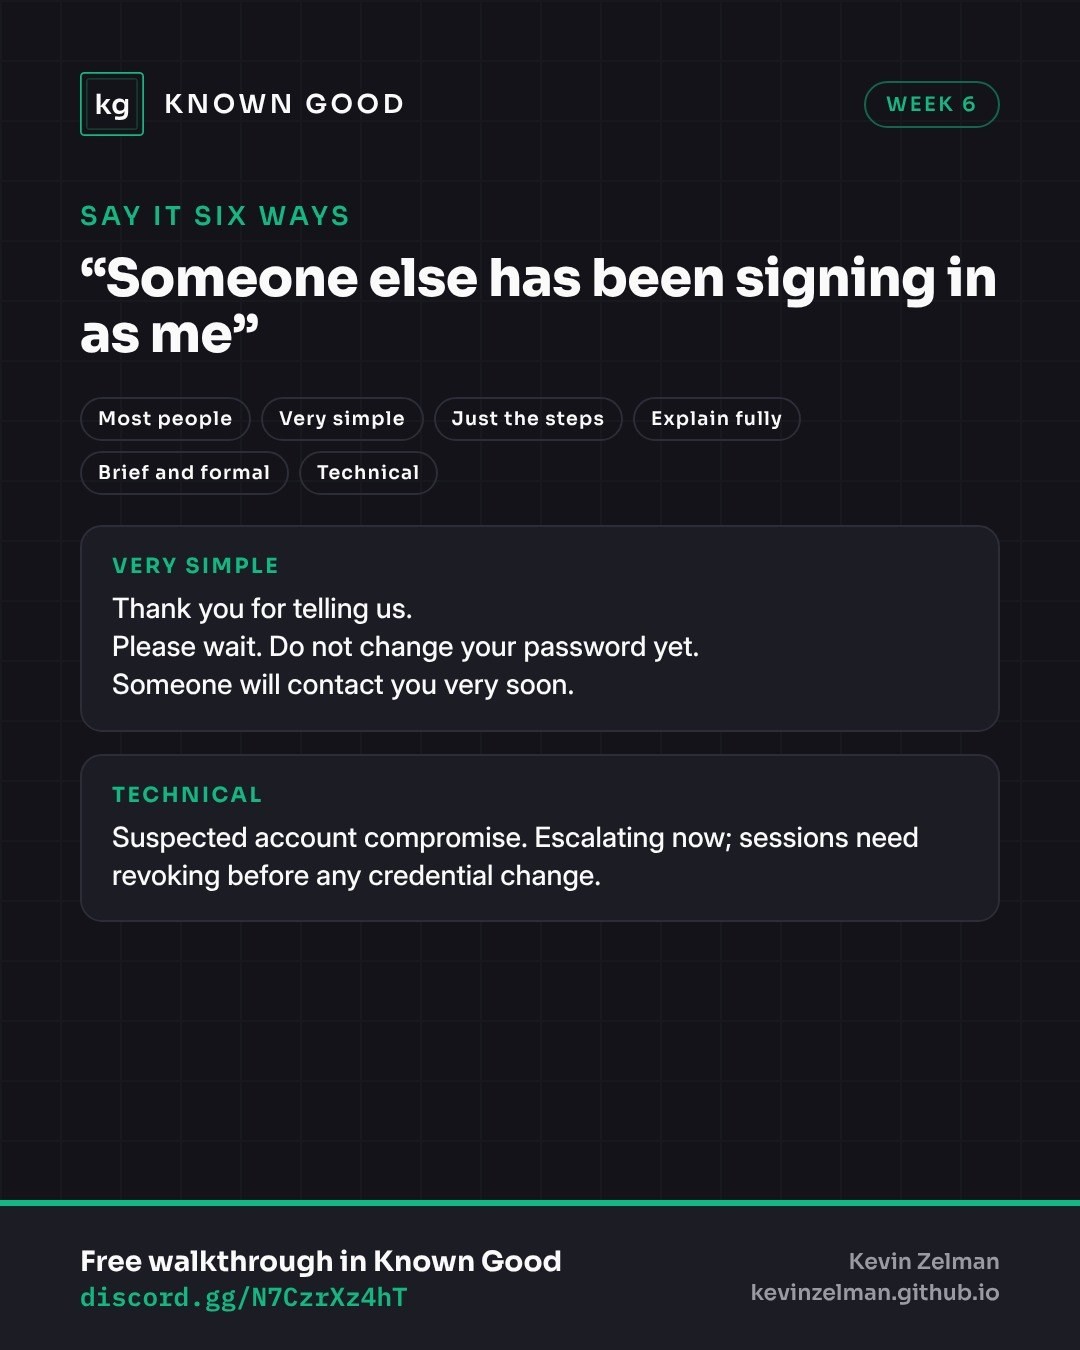 kg KNOWN GOOD
WEEK 6
SAY IT SIX WAYS
“Someone else has been signing in
as me”
Most people Very simple Just the steps Explain fully
Brief and formal Technical
VERY SIMPLE
Thank you for telling us.
Please wait. Do not change your password yet.
Someone will contact you very soon.
TECHNICAL
Suspected account compromise. Escalating now; sessions need
revoking before any credential change.
Free walkthrough in Known Good
discord.gg/N7CzrXz4hT
Kevin Zelman
kevinzelman.github.io